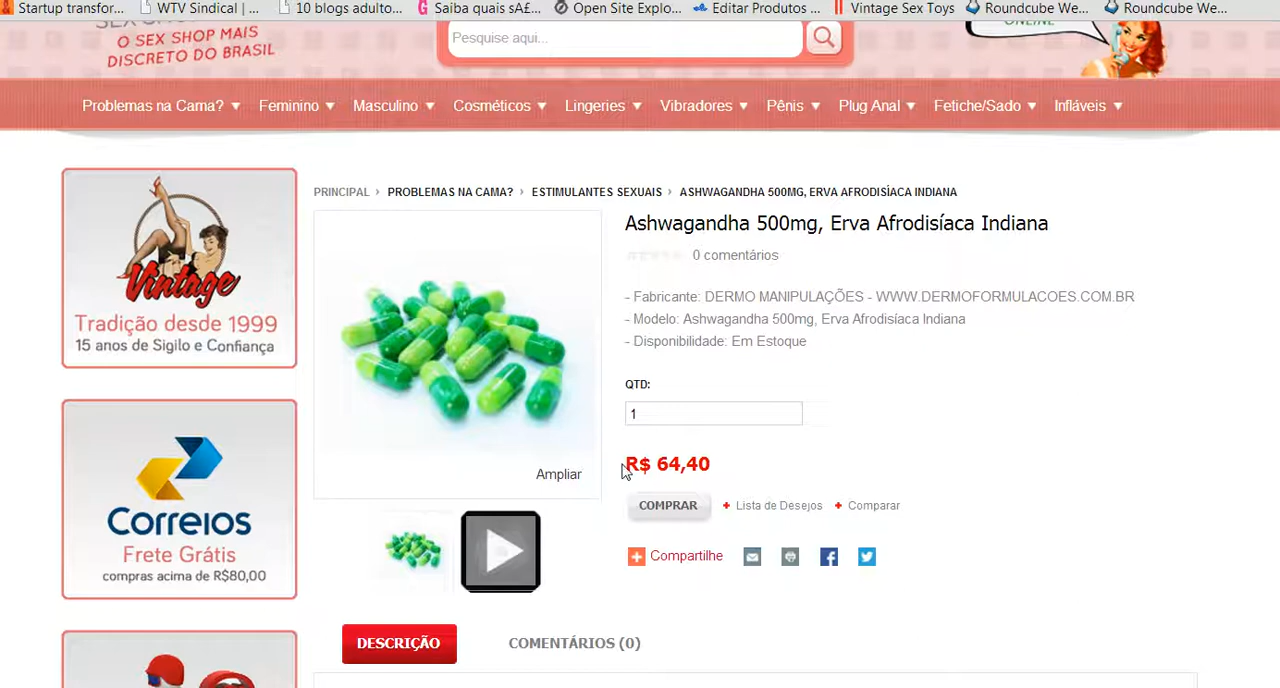 Startup transfor...
WTV Sindical | ...
10 blogs adulto...
Saiba quais sA£...
Open Site Explo...
Editar Produtos ...
Vintage Sex Toys
Roundcube We...
Roundcube We...
SEX SHOP
O SEX SHOP MAIS
DISCRETO DO BRASIL
Pesquise aqui...
ONLINE
Problemas na Cama?
Feminino
Masculino
Cosméticos
Lingeries
Vibradores
Pênis
Plug Anal
Fetiche/Sado
Infláveis
PRINCIPAL › PROBLEMAS NA CAMA? › ESTIMULANTES SEXUAIS › ASHWAGANDHA 500MG, ERVA AFRODISÍACA INDIANA
Vintage
Tradição desde 1999
15 anos de Sigilo e Confiança
Ashwagandha 500mg, Erva Afrodisíaca Indiana
0 comentários
- Fabricante: DERMO MANIPULAÇÕES - WWW.DERMOFORMULACOES.COM.BR
- Modelo: Ashwagandha 500mg, Erva Afrodisíaca Indiana
- Disponibilidade: Em Estoque
QTD:
1
R$ 64,40
Ampliar
COMPRAR
Lista de Desejos
Comparar
Compartilhe
Correios
Frete Grátis
compras acima de R$80,00
DESCRIÇÃO
COMENTÁRIOS (0)